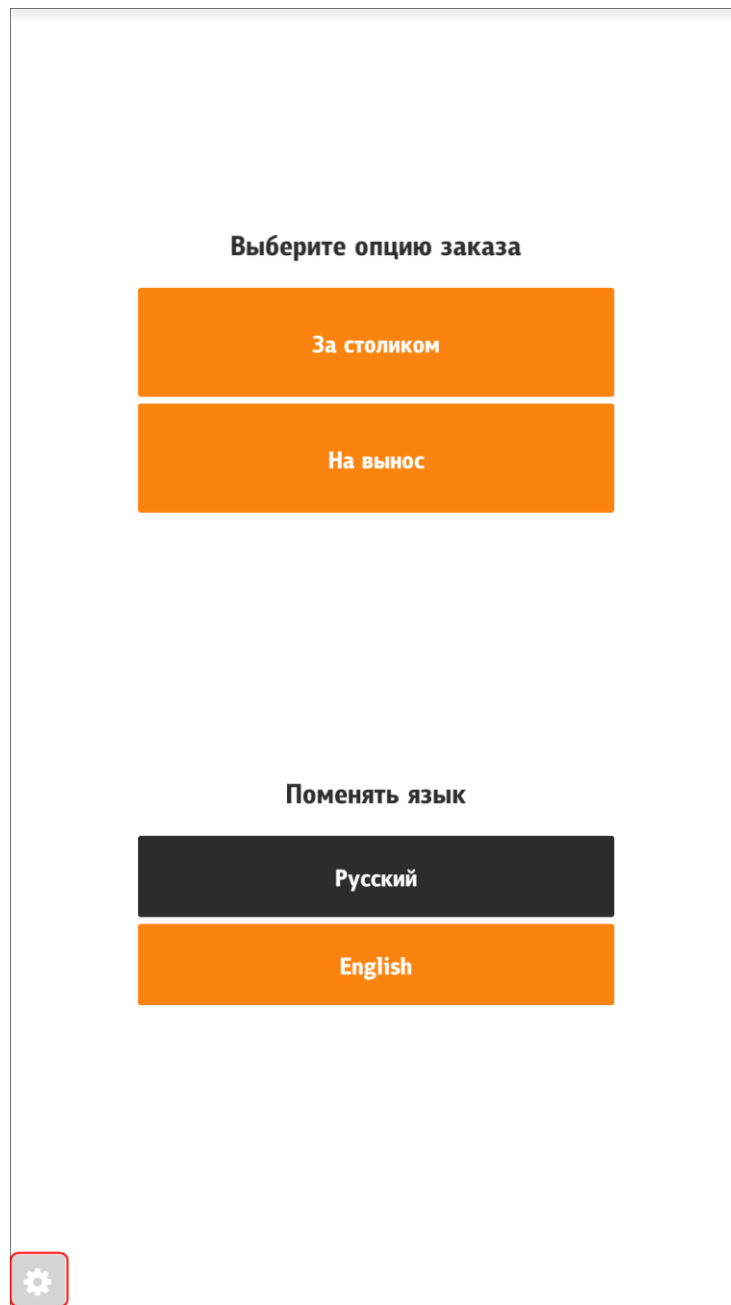 Выберите опцию заказа
За столиком
На вынос
Поменять язык
Русский
English